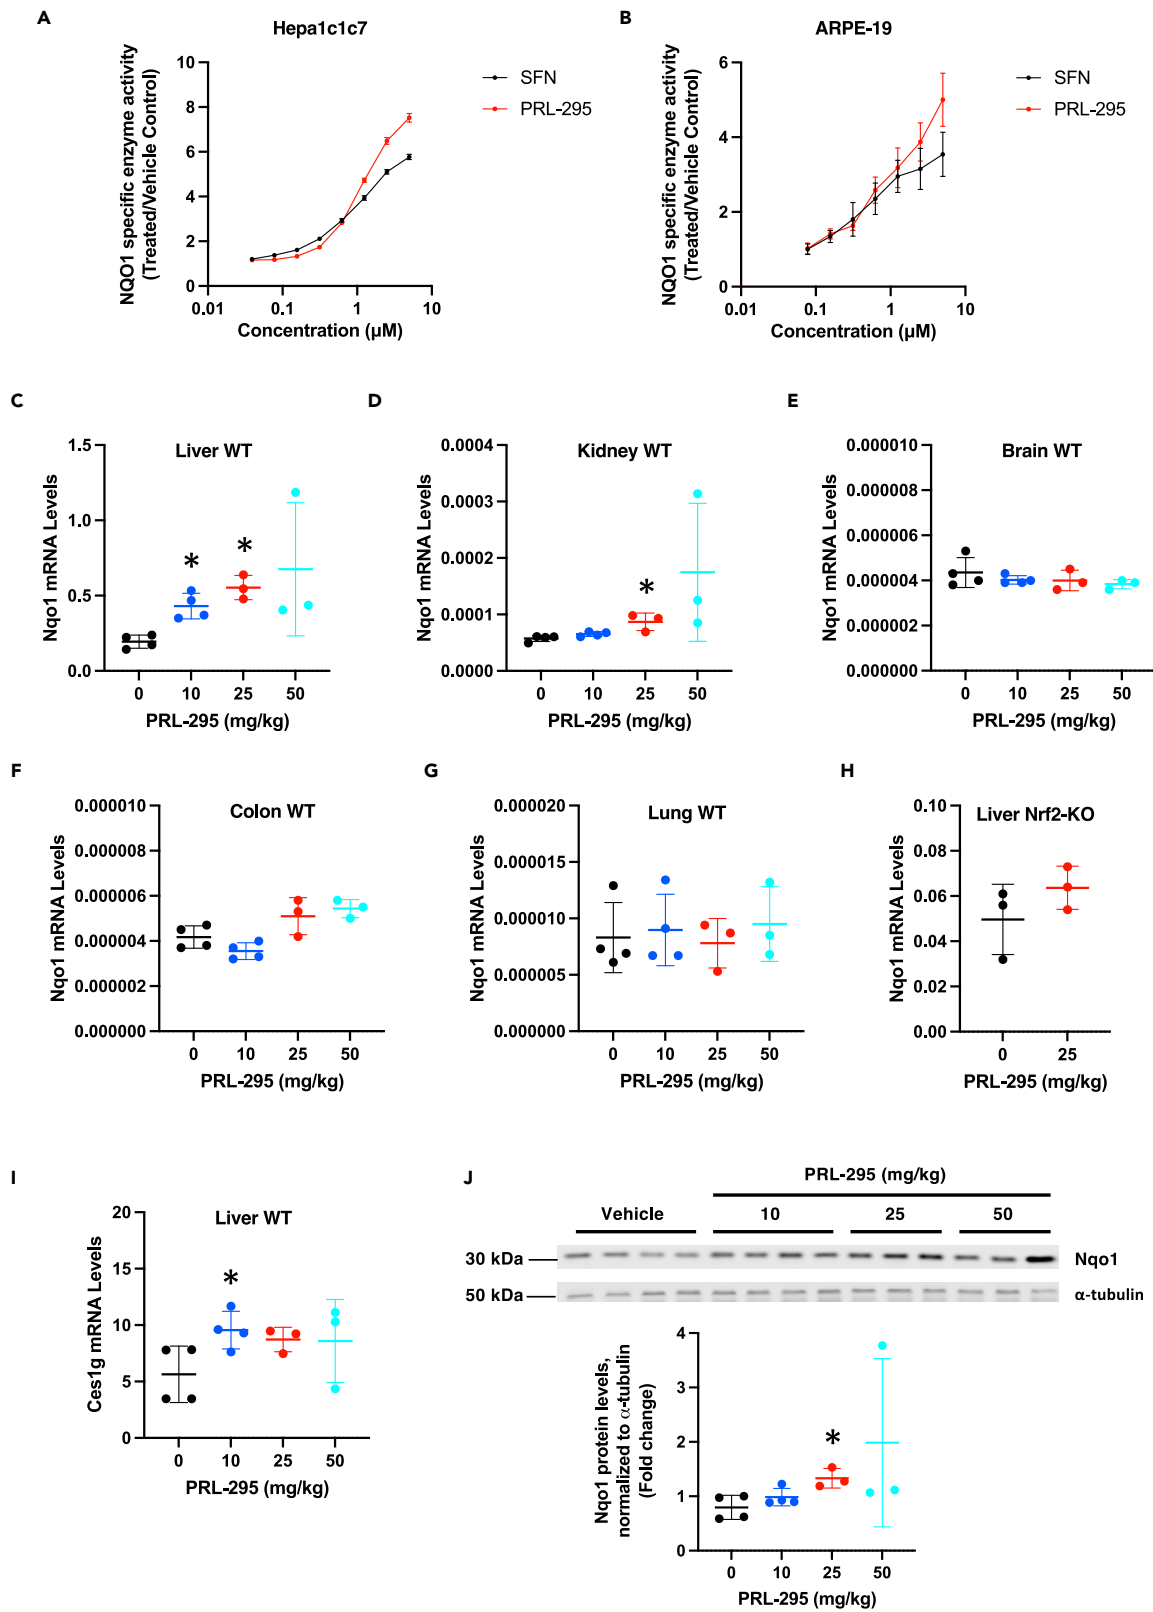 A
Hepa1c1c7
NQO1 specific enzyme activity
(Treated/Vehicle Control)
10
8
6
4
2
0
0.01
0.1
1
10
Concentration (µM)
SFN
PRL-295
B
ARPE-19
NQO1 specific enzyme activity
(Treated/Vehicle Control)
6
4
2
0
0.01
0.1
1
10
Concentration (µM)
SFN
PRL-295
C
Liver WT
Nqo1 mRNA Levels
1.5
1.0
0.5
0.0
*
*
0
10
25
50
PRL-295 (mg/kg)
D
Kidney WT
Nqo1 mRNA Levels
0.0004
0.0003
0.0002
0.0001
0.0000
*
0
10
25
50
PRL-295 (mg/kg)
E
Brain WT
Nqo1 mRNA Levels
0.000010
0.000008
0.000006
0.000004
0.000002
0.000000
0
10
25
50
PRL-295 (mg/kg)
F
Colon WT
Nqo1 mRNA Levels
0.000010
0.000008
0.000006
0.000004
0.000002
0.000000
0
10
25
50
PRL-295 (mg/kg)
G
Lung WT
Nqo1 mRNA Levels
0.000020
0.000015
0.000010
0.000005
0.000000
0
10
25
50
PRL-295 (mg/kg)
H
Liver Nrf2-KO
Nqo1 mRNA Levels
0.10
0.08
0.06
0.04
0.02
0.00
0
25
PRL-295 (mg/kg)
I
Liver WT
Ces1g mRNA Levels
20
15
10
5
0
*
0
10
25
50
PRL-295 (mg/kg)
J
PRL-295 (mg/kg)
Vehicle
10
25
50
30 kDa
Nqo1
50 kDa
α-tubulin
Nqo1 protein levels,
normalized to α-tubulin
(Fold change)
4
3
2
1
0
*
0
10
25
50
PRL-295 (mg/kg)